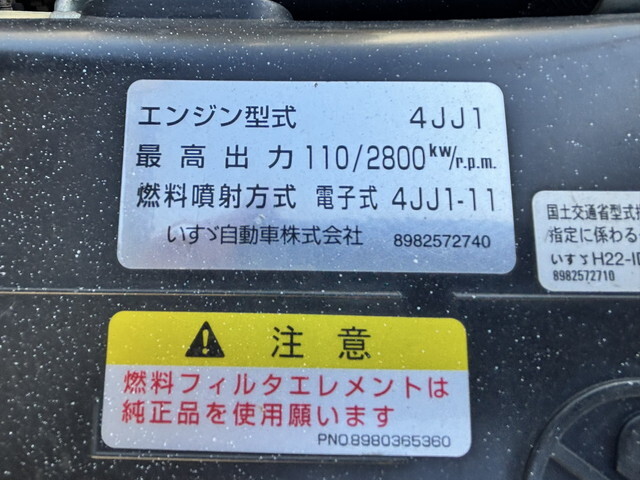 エンジン型式 4JJ1
最高出力 110/2800kW/r.p.m.
燃料噴射方式 電子式 4JJ1-11
いすゞ自動車株式会社 8982572740
国土交通省型式指
指定に係わる
いすゞH22-
8982572710
⚠ 注意
燃料フィルタエレメントは
純正品を使用願います
PNO8980365360